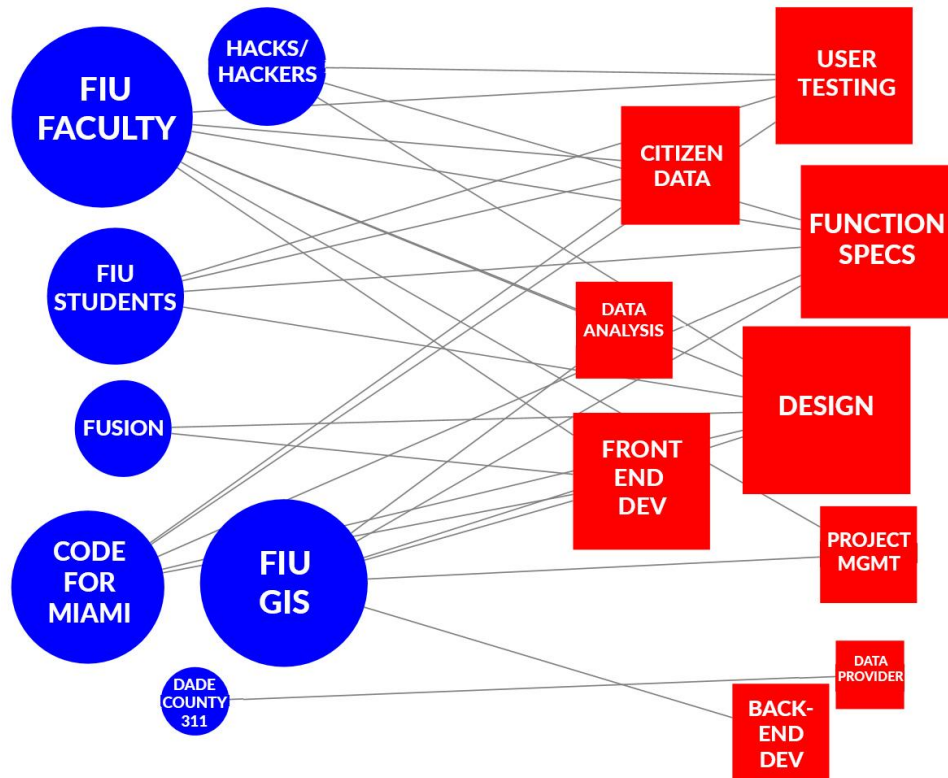 FIU
FACULTY
HACKS/
HACKERS
USER
TESTING
CITIZEN
DATA
FUNCTION
SPECS
FIU
STUDENTS
DATA
ANALYSIS
DESIGN
FUSION
FRONT
END
DEV
CODE
FOR
MIAMI
FIU
GIS
PROJECT
MGMT
DADE
COUNTY
311
DATA
PROVIDER
BACK-
END
DEV